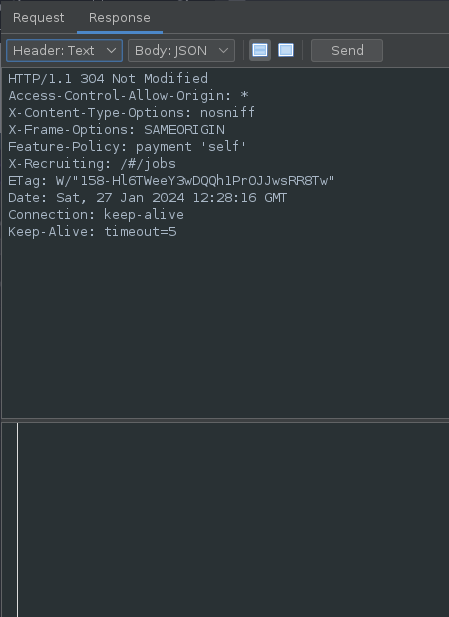 Request Response
Header: Text Body: JSON Send
HTTP/1.1 304 Not Modified
Access-Control-Allow-Origin: *
X-Content-Type-Options: nosniff
X-Frame-Options: SAMEORIGIN
Feature-Policy: payment 'self'
X-Recruiting: /#/jobs
ETag: W/"158-Hl6TWeeY3wDQQh1PrOJJwsRR8Tw"
Date: Sat, 27 Jan 2024 12:28:16 GMT
Connection: keep-alive
Keep-Alive: timeout=5